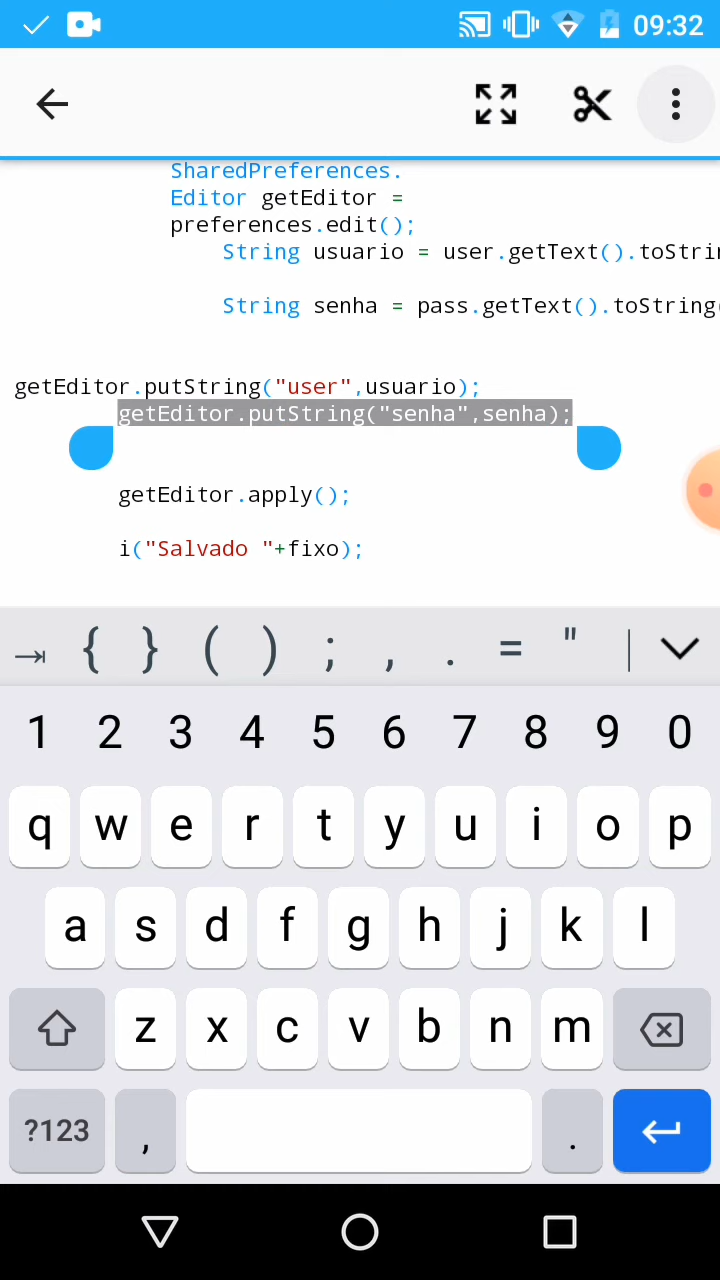 09:32
SharedPreferences.
Editor getEditor =
preferences.edit();
String usuario = user.getText().toStrin
String senha = pass.getText().toString(
getEditor.putString("user",usuario);
getEditor.putString("senha",senha);
getEditor.apply();
i("Salvado "+fixo);
{ } ( ) ; , . = " |
1 2 3 4 5 6 7 8 9 0
q w e r t y u i o p
a s d f g h j k l
z x c v b n m
?123 , .